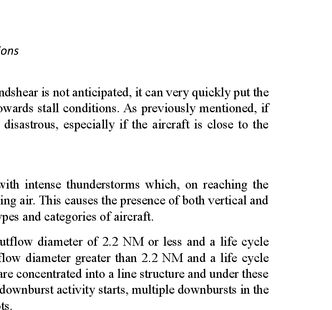 ions
ndshear is not anticipated, it can very quickly put the
owards stall conditions. As previously mentioned, if
disastrous, especially if the aircraft is close to the
with intense thunderstorms which, on reaching the
ing air. This causes the presence of both vertical and
ypes and categories of aircraft.
utflow diameter of 2.2 NM or less and a life cycle
flow diameter greater than 2.2 NM and a life cycle
are concentrated into a line structure and under these
downburst activity starts, multiple downbursts in the
ts.